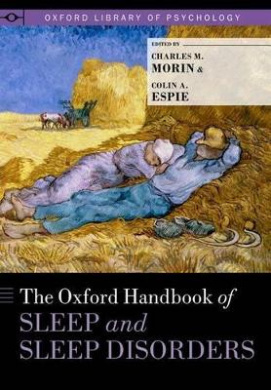 OXFORD LIBRARY OF PSYCHOLOGY
EDITED BY
CHARLES M.
MORIN &
COLIN A.
ESPIE
The Oxford Handbook of
SLEEP and
SLEEP DISORDERS